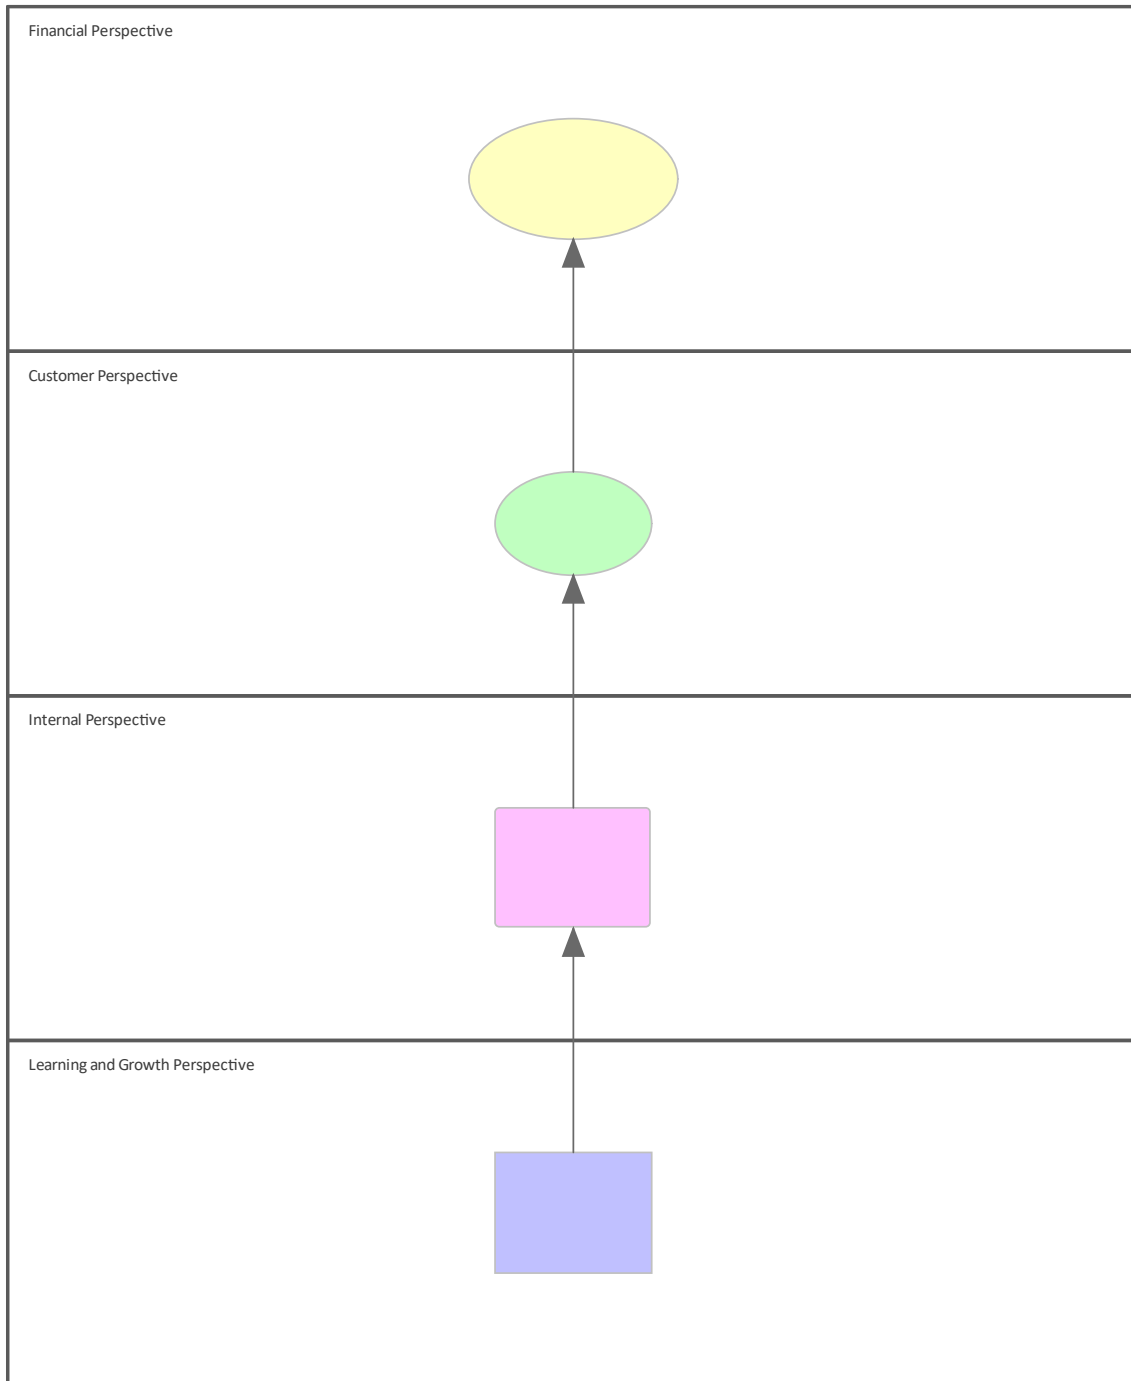 Financial Perspective
Customer Perspective
Internal Perspective
Learning and Growth Perspective